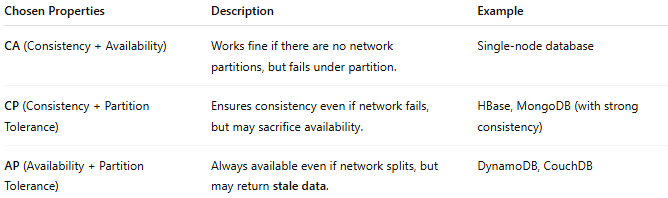 Chosen Properties Description Example
CA (Consistency + Availability) Works fine if there are no network Single-node database
partitions, but fails under partition.
CP (Consistency + Partition Ensures consistency even if network fails, HBase, MongoDB (with strong
Tolerance) but may sacrifice availability. consistency)
AP (Availability + Partition Always available even if network splits, but DynamoDB, CouchDB
Tolerance) may return stale data.